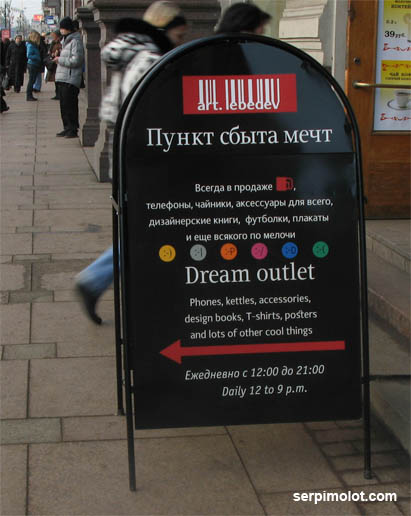 art. lebedev
Пункт сбыта мечт
Всегда в продаже ,
телефоны, чайники, аксессуары для всего,
дизайнерские книги, футболки, плакаты
и еще всякого по мелочи
Dream outlet
Phones, kettles, accessories,
design books, T-shirts, posters
and lots of other cool things
Ежедневно с 12:00 до 21:00
Daily 12 to 9 p.m.
39руб.
serpimolot.com